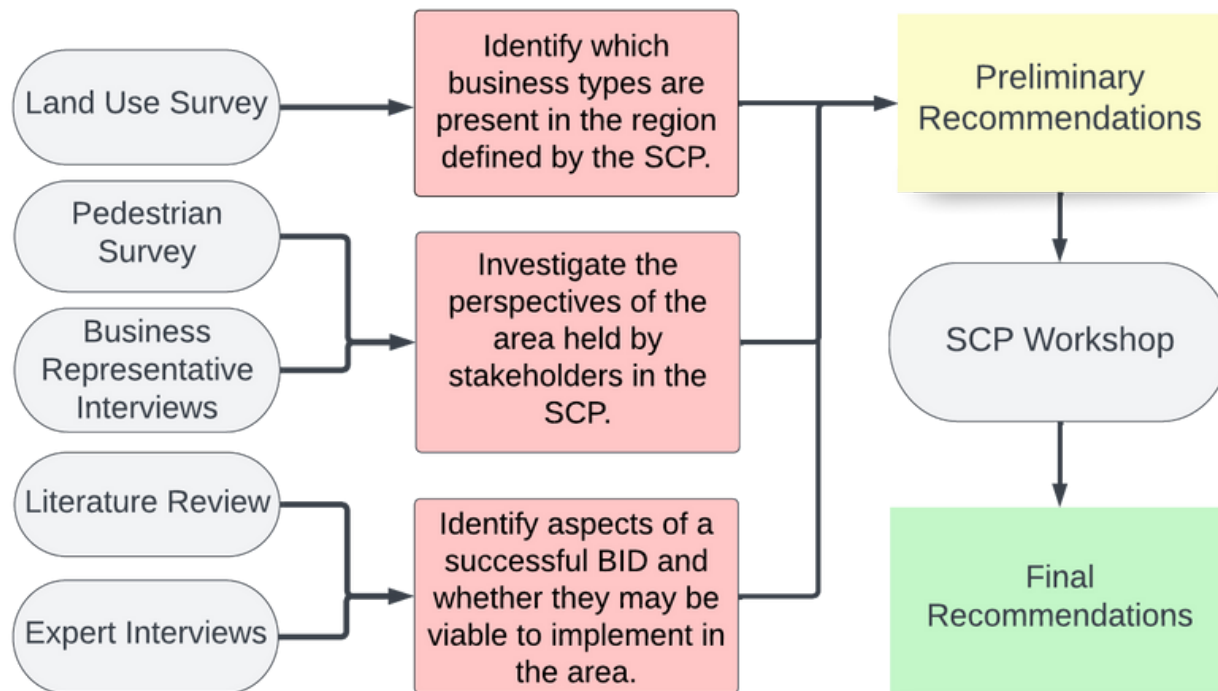 Land Use Survey
Pedestrian
Survey
Business
Representative
Interviews
Literature Review
Expert Interviews
Identify which
business types are
present in the region
defined by the SCP.
Investigate the
perspectives of the
area held by
stakeholders in the
SCP.
Identify aspects of a
successful BID and
whether they may be
viable to implement in
the area.
Preliminary
Recommendations
SCP Workshop
Final
Recommendations